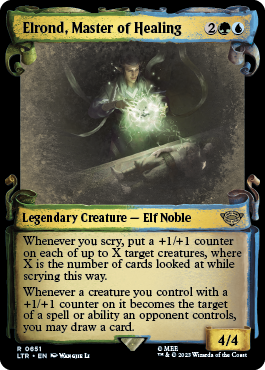 Elrond, Master of Healing 2
Legendary Creature — Elf Noble
Whenever you scry, put a +1/+1 counter
on each of up to X target creatures, where
X is the number of cards looked at while
scrying this way.
Whenever a creature you control with a
+1/+1 counter on it becomes the target
of a spell or ability an opponent controls,
you may draw a card.
4/4
R 0651
LTR • EN Wangjie Li
© MEE
™ & © 2023 Wizards of the Coast